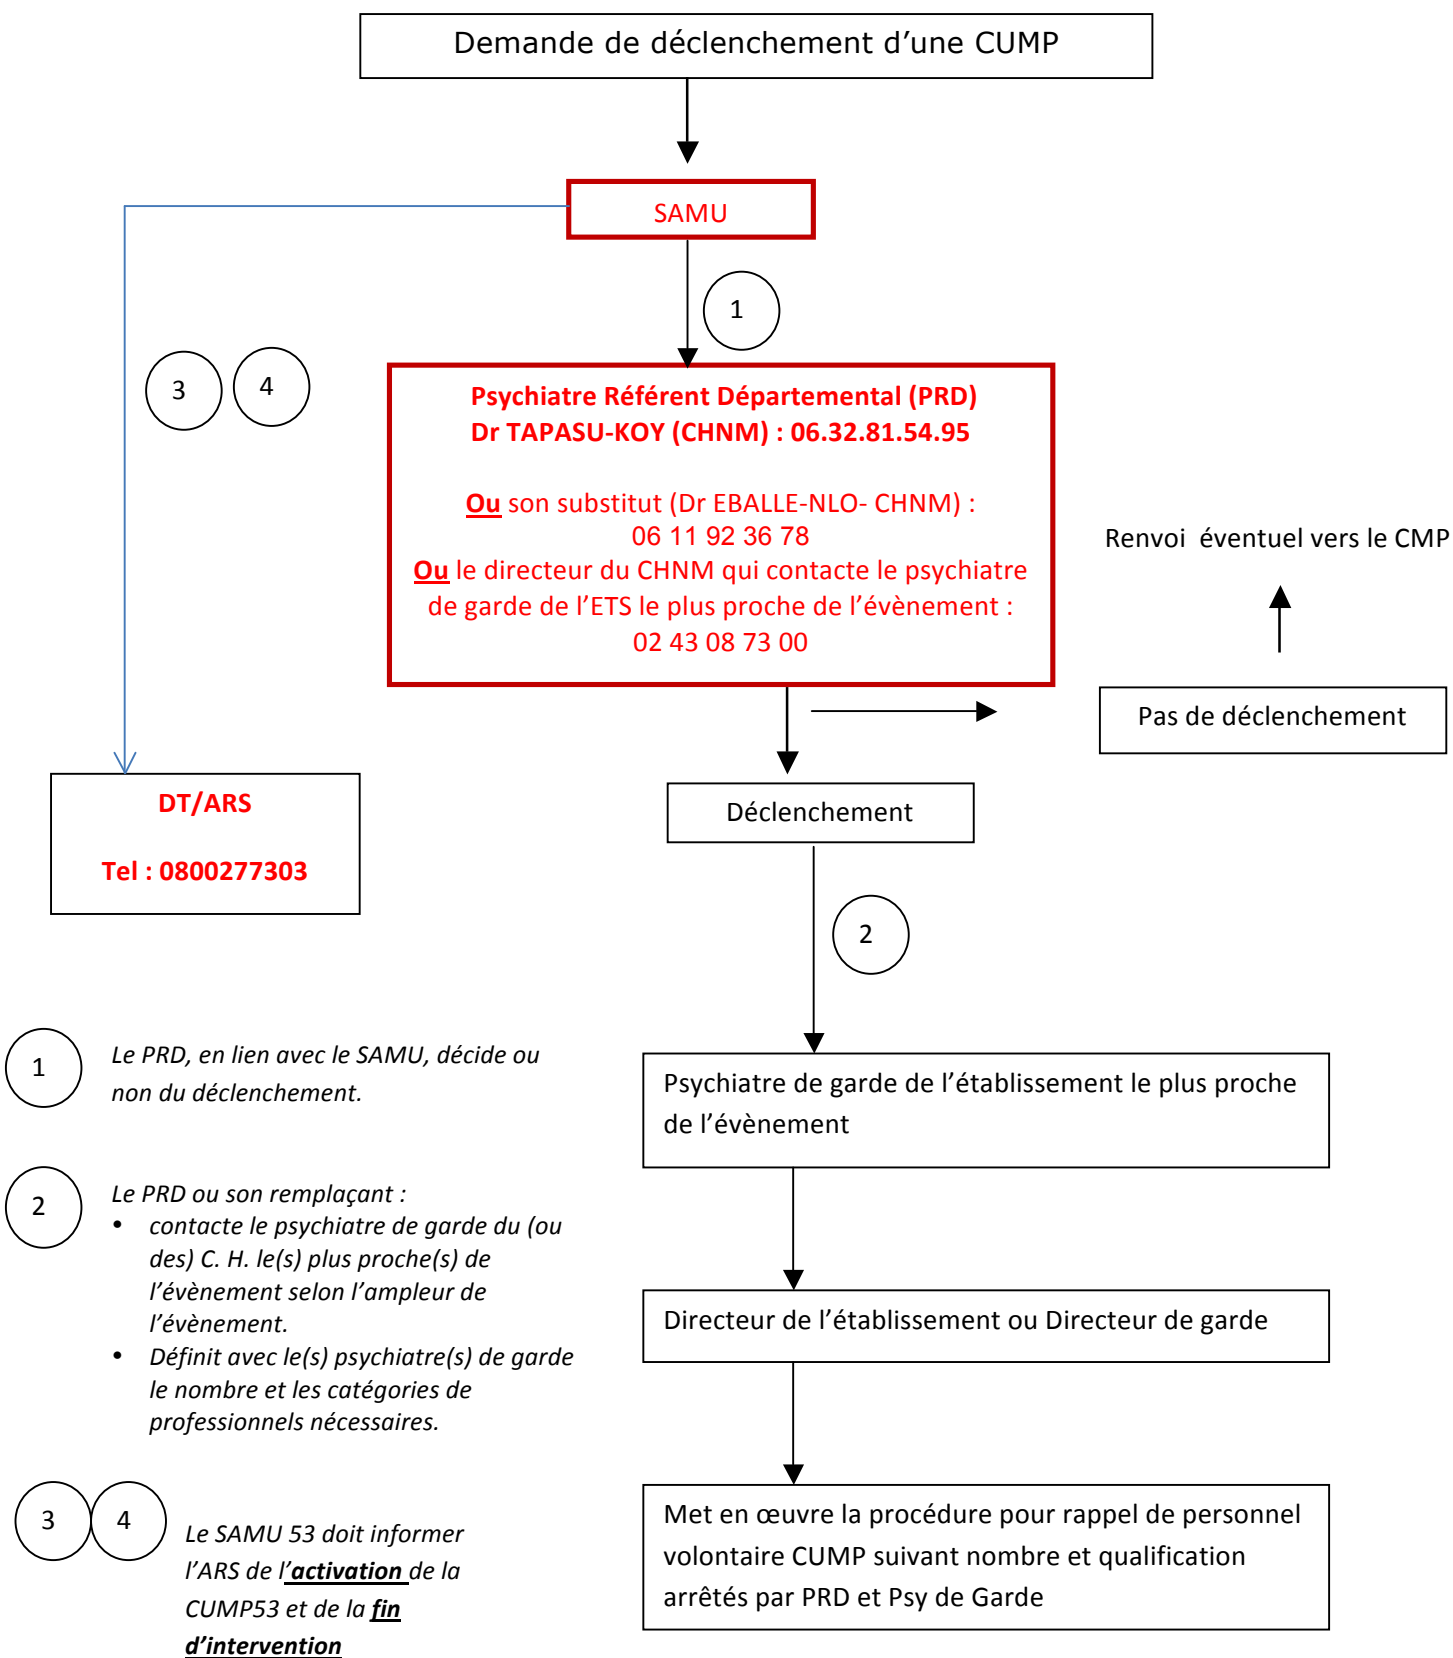 Demande de déclenchement d’une CUMP
SAMU
1
3
4
Psychiatre Référent Départemental (PRD)
Dr TAPASU-KOY (CHNM) : 06.32.81.54.95
Ou son substitut (Dr EBALLE-NLO- CHNM) :
06 11 92 36 78
Ou le directeur du CHNM qui contacte le psychiatre
de garde de l’ETS le plus proche de l’évènement :
02 43 08 73 00
Renvoi  éventuel vers le CMP
Pas de déclenchement
DT/ARS
Tel : 0800277303
Déclenchement
2
1
Le PRD, en lien avec le SAMU, décide ou
non du déclenchement.
Psychiatre de garde de l’établissement le plus proche
de l’évènement
2
Le PRD ou son remplaçant :
• contacte le psychiatre de garde du (ou
des) C. H. le(s) plus proche(s) de
l’évènement selon l’ampleur de
l’évènement.
• Définit avec le(s) psychiatre(s) de garde
le nombre et les catégories de
professionnels nécessaires.
Directeur de l’établissement ou Directeur de garde
3
4
Le SAMU 53 doit informer
l’ARS de l’activation de la
CUMP53 et de la fin
d’intervention
Met en œuvre la procédure pour rappel de personnel
volontaire CUMP suivant nombre et qualification
arrêtés par PRD et Psy de Garde